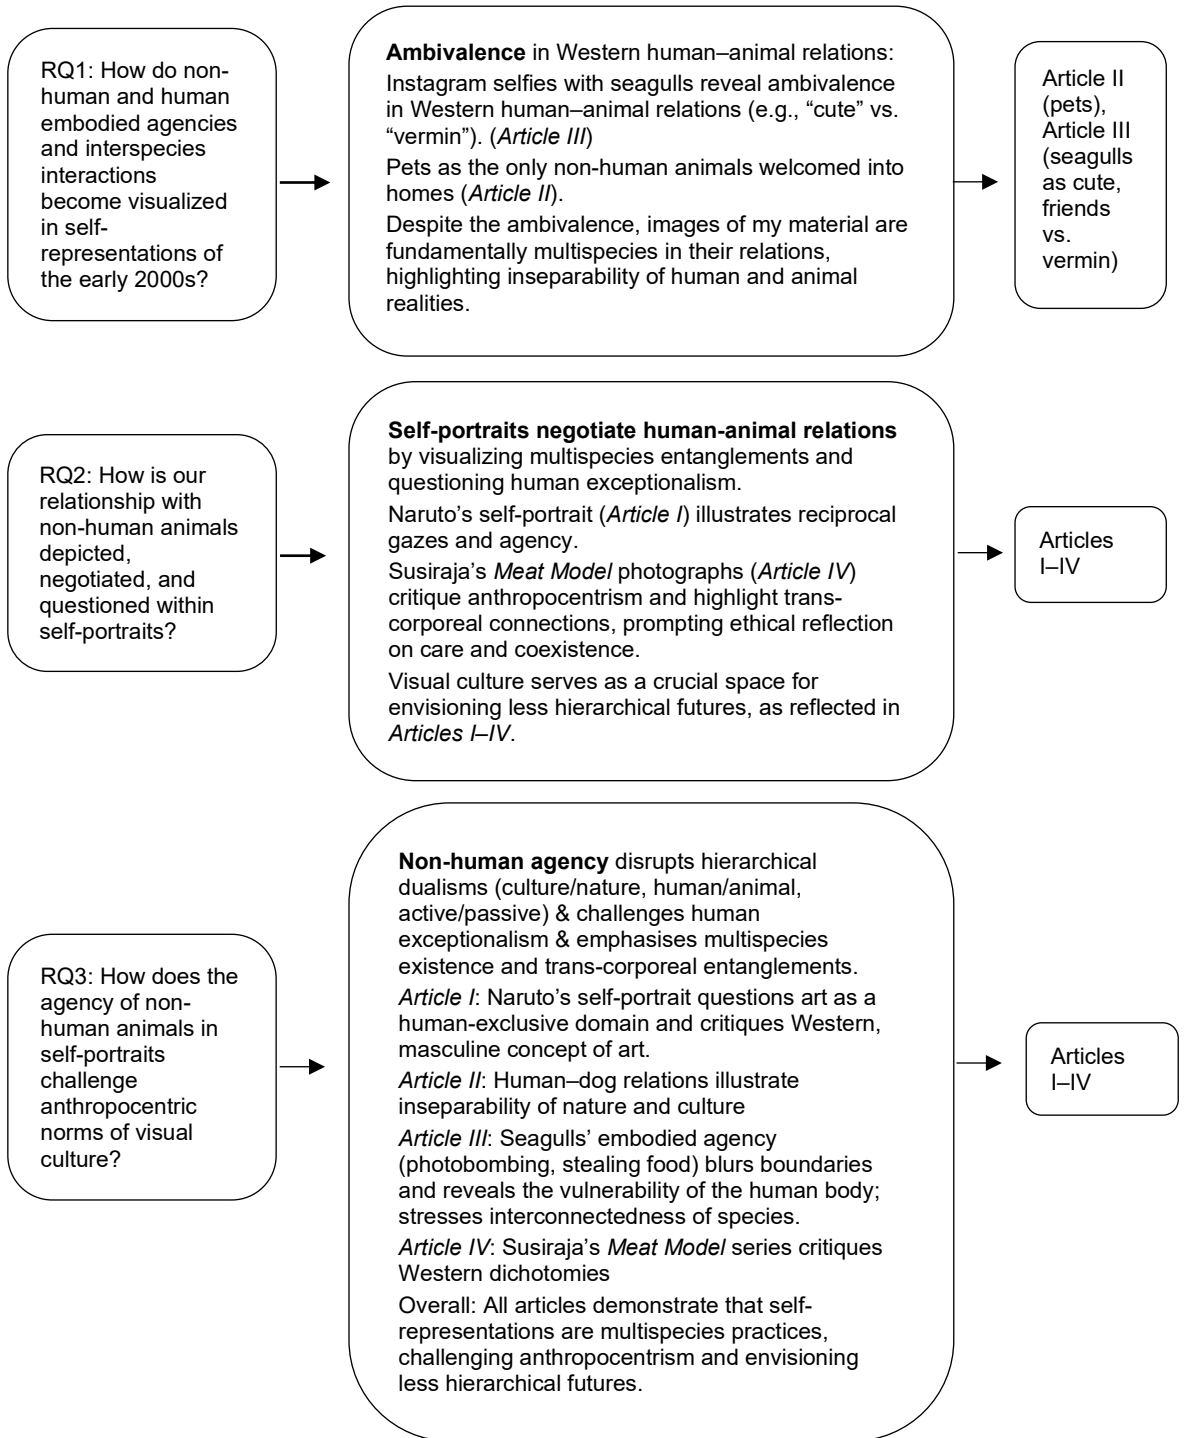 RQ1: How do non-
human and human
embodied agencies
and interspecies
interactions
become visualized
in self-
representations of
the early 2000s?
Ambivalence in Western human–animal relations:
Instagram selfies with seagulls reveal ambivalence
in Western human–animal relations (e.g., “cute” vs.
“vermin”). (Article III)
Pets as the only non-human animals welcomed into
homes (Article II).
Despite the ambivalence, images of my material are
fundamentally multispecies in their relations,
highlighting inseparability of human and animal
realities.
Article II
(pets),
Article III
(seagulls
as cute,
friends
vs.
vermin)
RQ2: How is our
relationship with
non-human animals
depicted,
negotiated, and
questioned within
self-portraits?
Self-portraits negotiate human-animal relations
by visualizing multispecies entanglements and
questioning human exceptionalism.
Naruto’s self-portrait (Article I) illustrates reciprocal
gazes and agency.
Susiraja’s Meat Model photographs (Article IV)
critique anthropocentrism and highlight trans-
corporeal connections, prompting ethical reflection
on care and coexistence.
Visual culture serves as a crucial space for
envisioning less hierarchical futures, as reflected in
Articles I–IV.
Articles
I–IV
RQ3: How does the
agency of non-
human animals in
self-portraits
challenge
anthropocentric
norms of visual
culture?
Non-human agency disrupts hierarchical
dualisms (culture/nature, human/animal,
active/passive) & challenges human
exceptionalism & emphasises multispecies
existence and trans-corporeal entanglements.
Article I: Naruto’s self-portrait questions art as a
human-exclusive domain and critiques Western,
masculine concept of art.
Article II: Human–dog relations illustrate
inseparability of nature and culture
Article III: Seagulls’ embodied agency
(photobombing, stealing food) blurs boundaries
and reveals the vulnerability of the human body;
stresses interconnectedness of species.
Article IV: Susiraja’s Meat Model series critiques
Western dichotomies
Overall: All articles demonstrate that self-
representations are multispecies practices,
challenging anthropocentrism and envisioning
less hierarchical futures.
Articles
I–IV